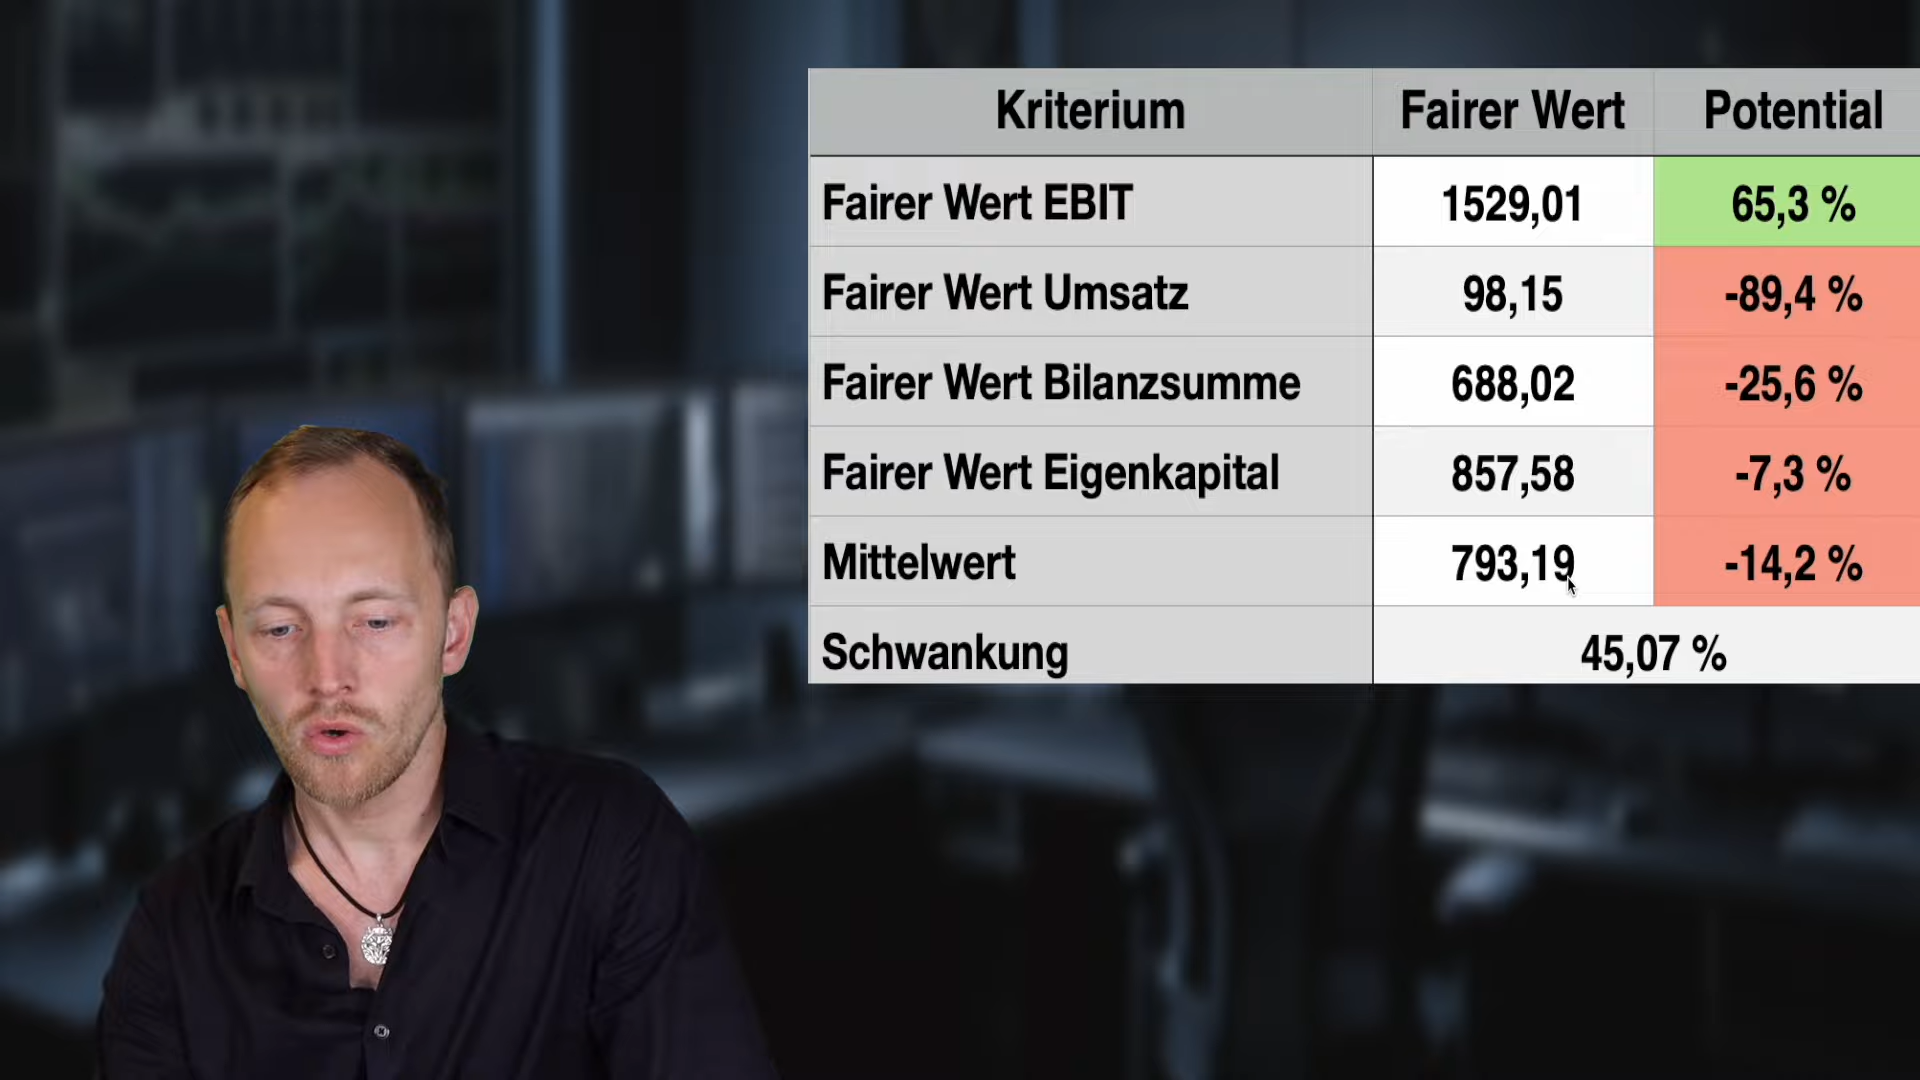 Kriterium Fairer Wert Potential
Fairer Wert EBIT 1529,01 65,3 %
Fairer Wert Umsatz 98,15 -89,4 %
Fairer Wert Bilanzsumme 688,02 -25,6 %
Fairer Wert Eigenkapital 857,58 -7,3 %
Mittelwert 793,19 -14,2 %
Schwankung 45,07 %